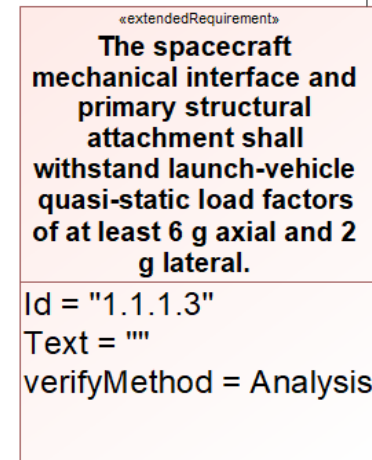 «extendedRequirement»
The spacecraft
mechanical interface and
primary structural
attachment shall
withstand launch-vehicle
quasi-static load factors
of at least 6 g axial and 2
g lateral.
Id = "1.1.1.3"
Text = ""
verifyMethod = Analysis